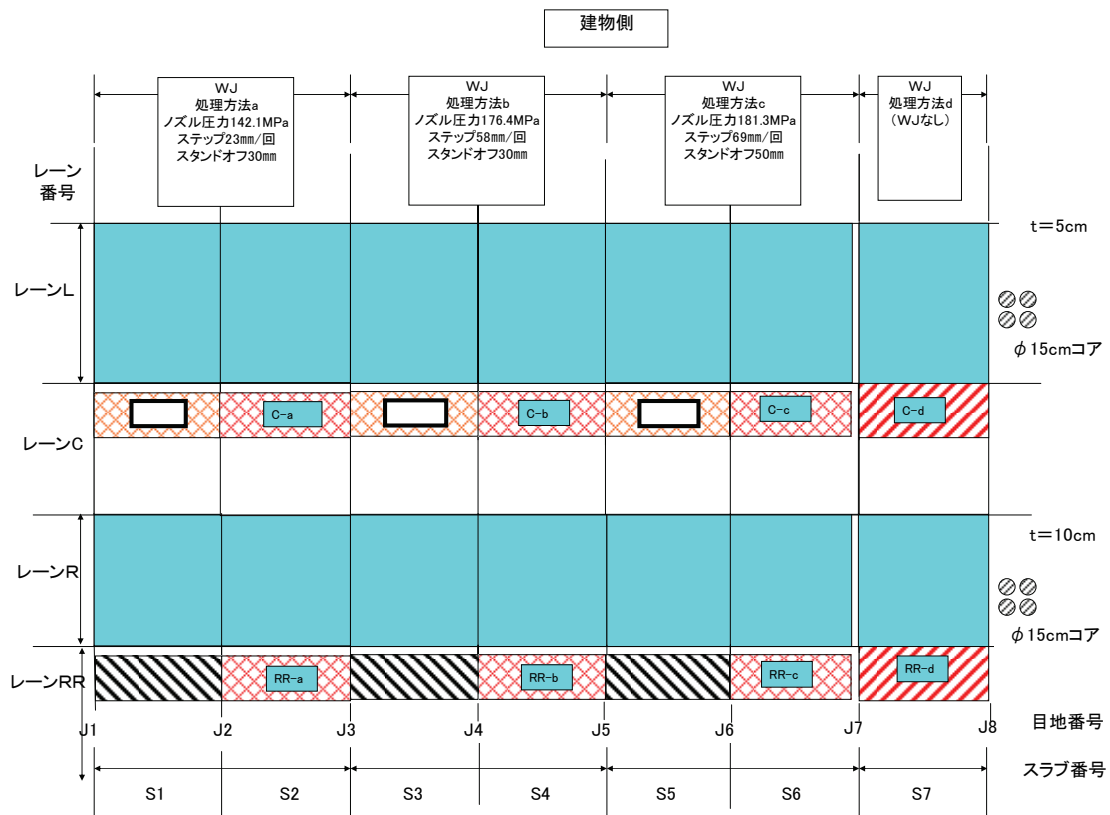 建物側
WJ
処理方法a
ノズル圧力142.1MPa
ステップ23㎜/回
スタンドオフ30㎜
WJ
処理方法b
ノズル圧力176.4MPa
ステップ58㎜/回
スタンドオフ30㎜
WJ
処理方法c
ノズル圧力181.3MPa
ステップ69㎜/回
スタンドオフ50㎜
WJ
処理方法d
(WJなし)
レーン
番号
t=5cm
レーンL
φ15cmコア
C-a
C-b
C-c
C-d
レーンC
t=10cm
レーンR
φ15cmコア
レーンRR
RR-a
RR-b
RR-c
RR-d
J1
J2
J3
J4
J5
J6
J7
J8
目地番号
スラブ番号
S1
S2
S3
S4
S5
S6
S7